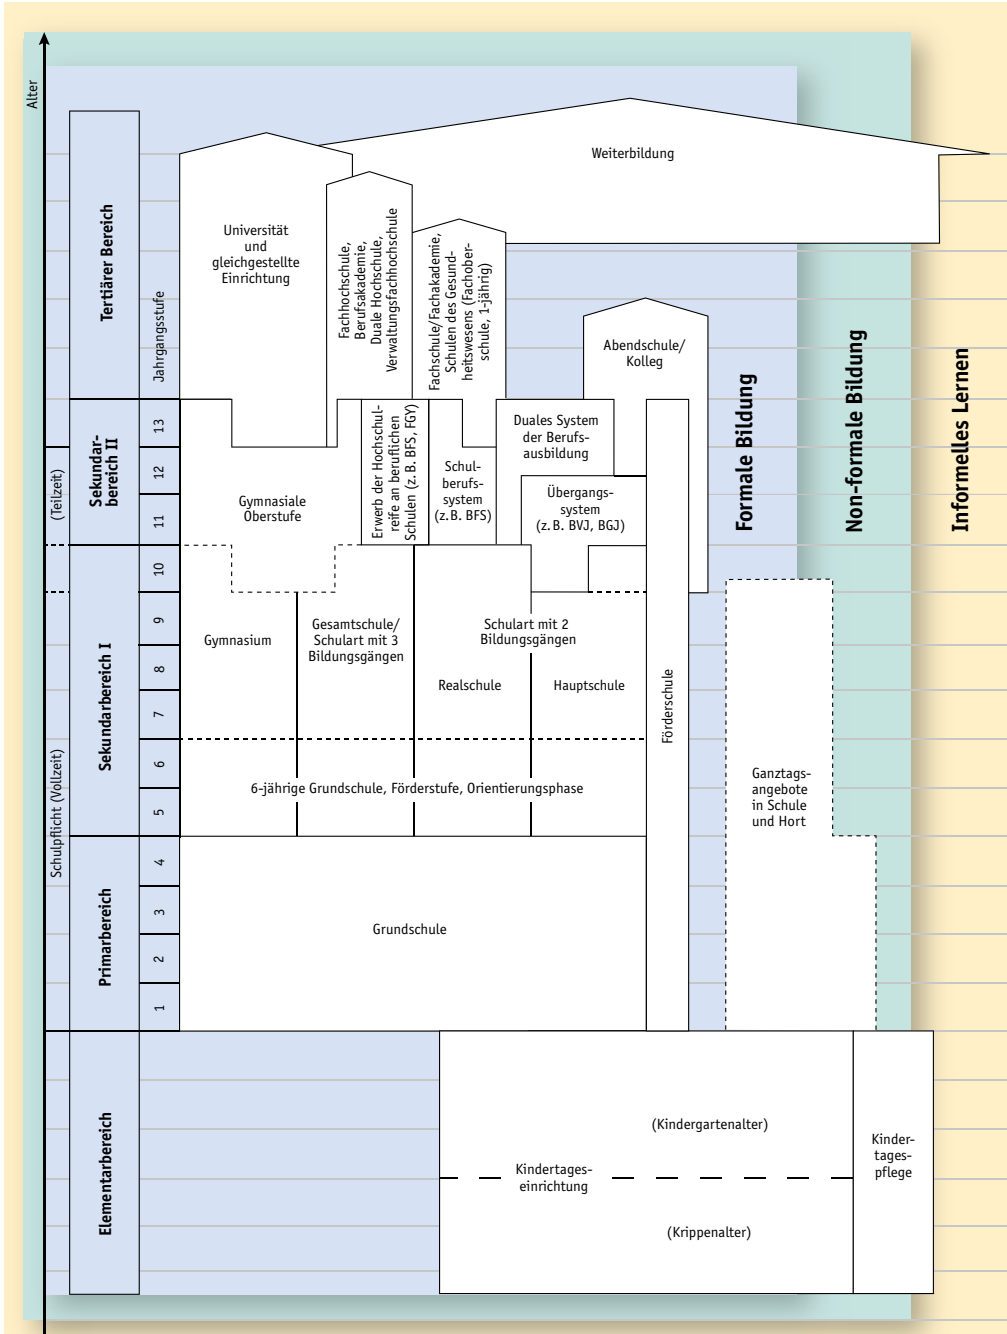 Alter
Weiterbildung
Tertiärer Bereich
Jahrgangsstufe
Universität
und
gleichgestellte
Einrichtung
Fachhochschule,
Berufsakademie,
Duale Hochschule,
Verwaltungsfachhochschule
Fachschule/Fachakademie,
Schulen des Gesund-
heitswesens (Fachober-
schule, 1-jährig)
Abendschule/
Kolleg
Formale Bildung
Non-formale Bildung
Informelles Lernen
(Teilzeit)
Sekundar-
bereich II
13
12
11
Gymnasiale
Oberstufe
Erwerb der Hochschul-
reife an beruflichen
Schulen (z. B. BFS, FGY)
Schul-
berufs-
system
(z. B. BFS)
Duales System
der Berufs-
ausbildung
Übergangs-
system
(z. B. BVJ, BGJ)
Schulpflicht (Vollzeit)
Sekundarbereich I
10
9
8
7
6
5
Gymnasium
Gesamtschule/
Schulart mit 3
Bildungsgängen
Schulart mit 2
Bildungsgängen
Realschule
Hauptschule
Förderschule
6-jährige Grundschule, Förderstufe, Orientierungsphase
Ganztags-
angebote
in Schule
und Hort
Primarbereich
4
3
2
1
Grundschule
Elementarbereich
(Kindergartenalter)
Kindertages-
einrichtung
(Krippenalter)
Kinder-
tages-
pflege